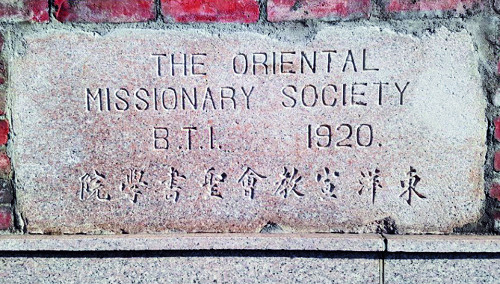 THE ORIENTAL
MISSIONARY SOCIETY
B.T.I. 1920.
東洋宣教會聖書學院